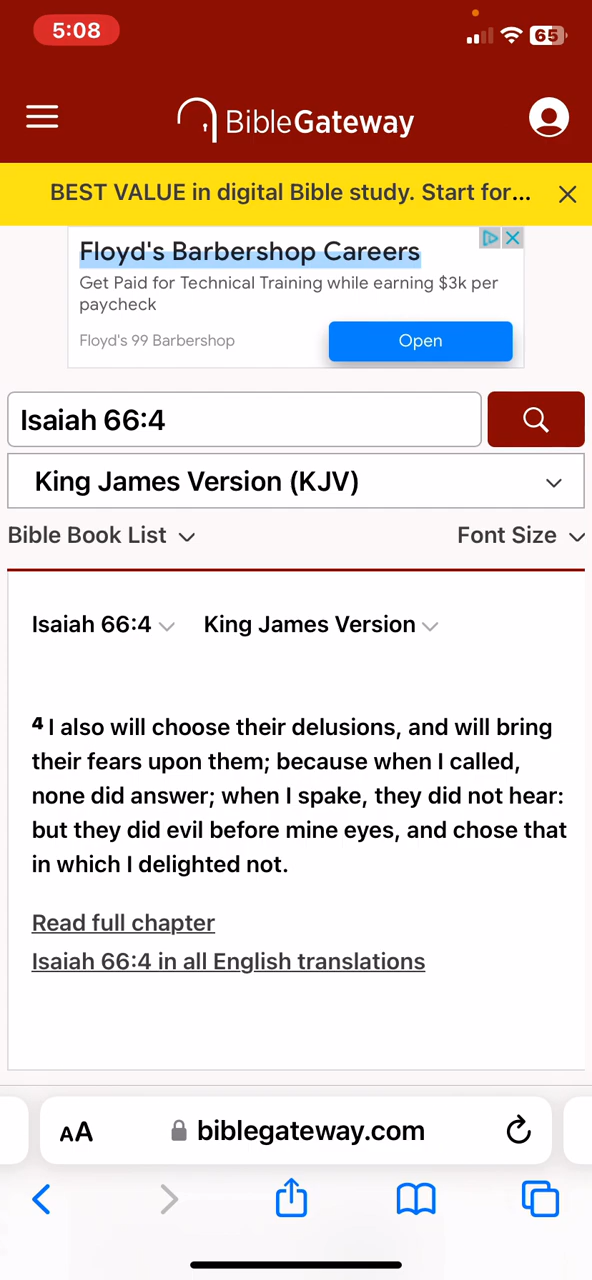 5:08
65
BibleGateway
BEST VALUE in digital Bible study. Start for...
Floyd's Barbershop Careers
Get Paid for Technical Training while earning $3k per
paycheck
Floyd's 99 Barbershop
Open
Isaiah 66:4
King James Version (KJV)
Bible Book List
Font Size
Isaiah 66:4
King James Version
4 I also will choose their delusions, and will bring
their fears upon them; because when I called,
none did answer; when I spake, they did not hear:
but they did evil before mine eyes, and chose that
in which I delighted not.
Read full chapter
Isaiah 66:4 in all English translations
AA
biblegateway.com